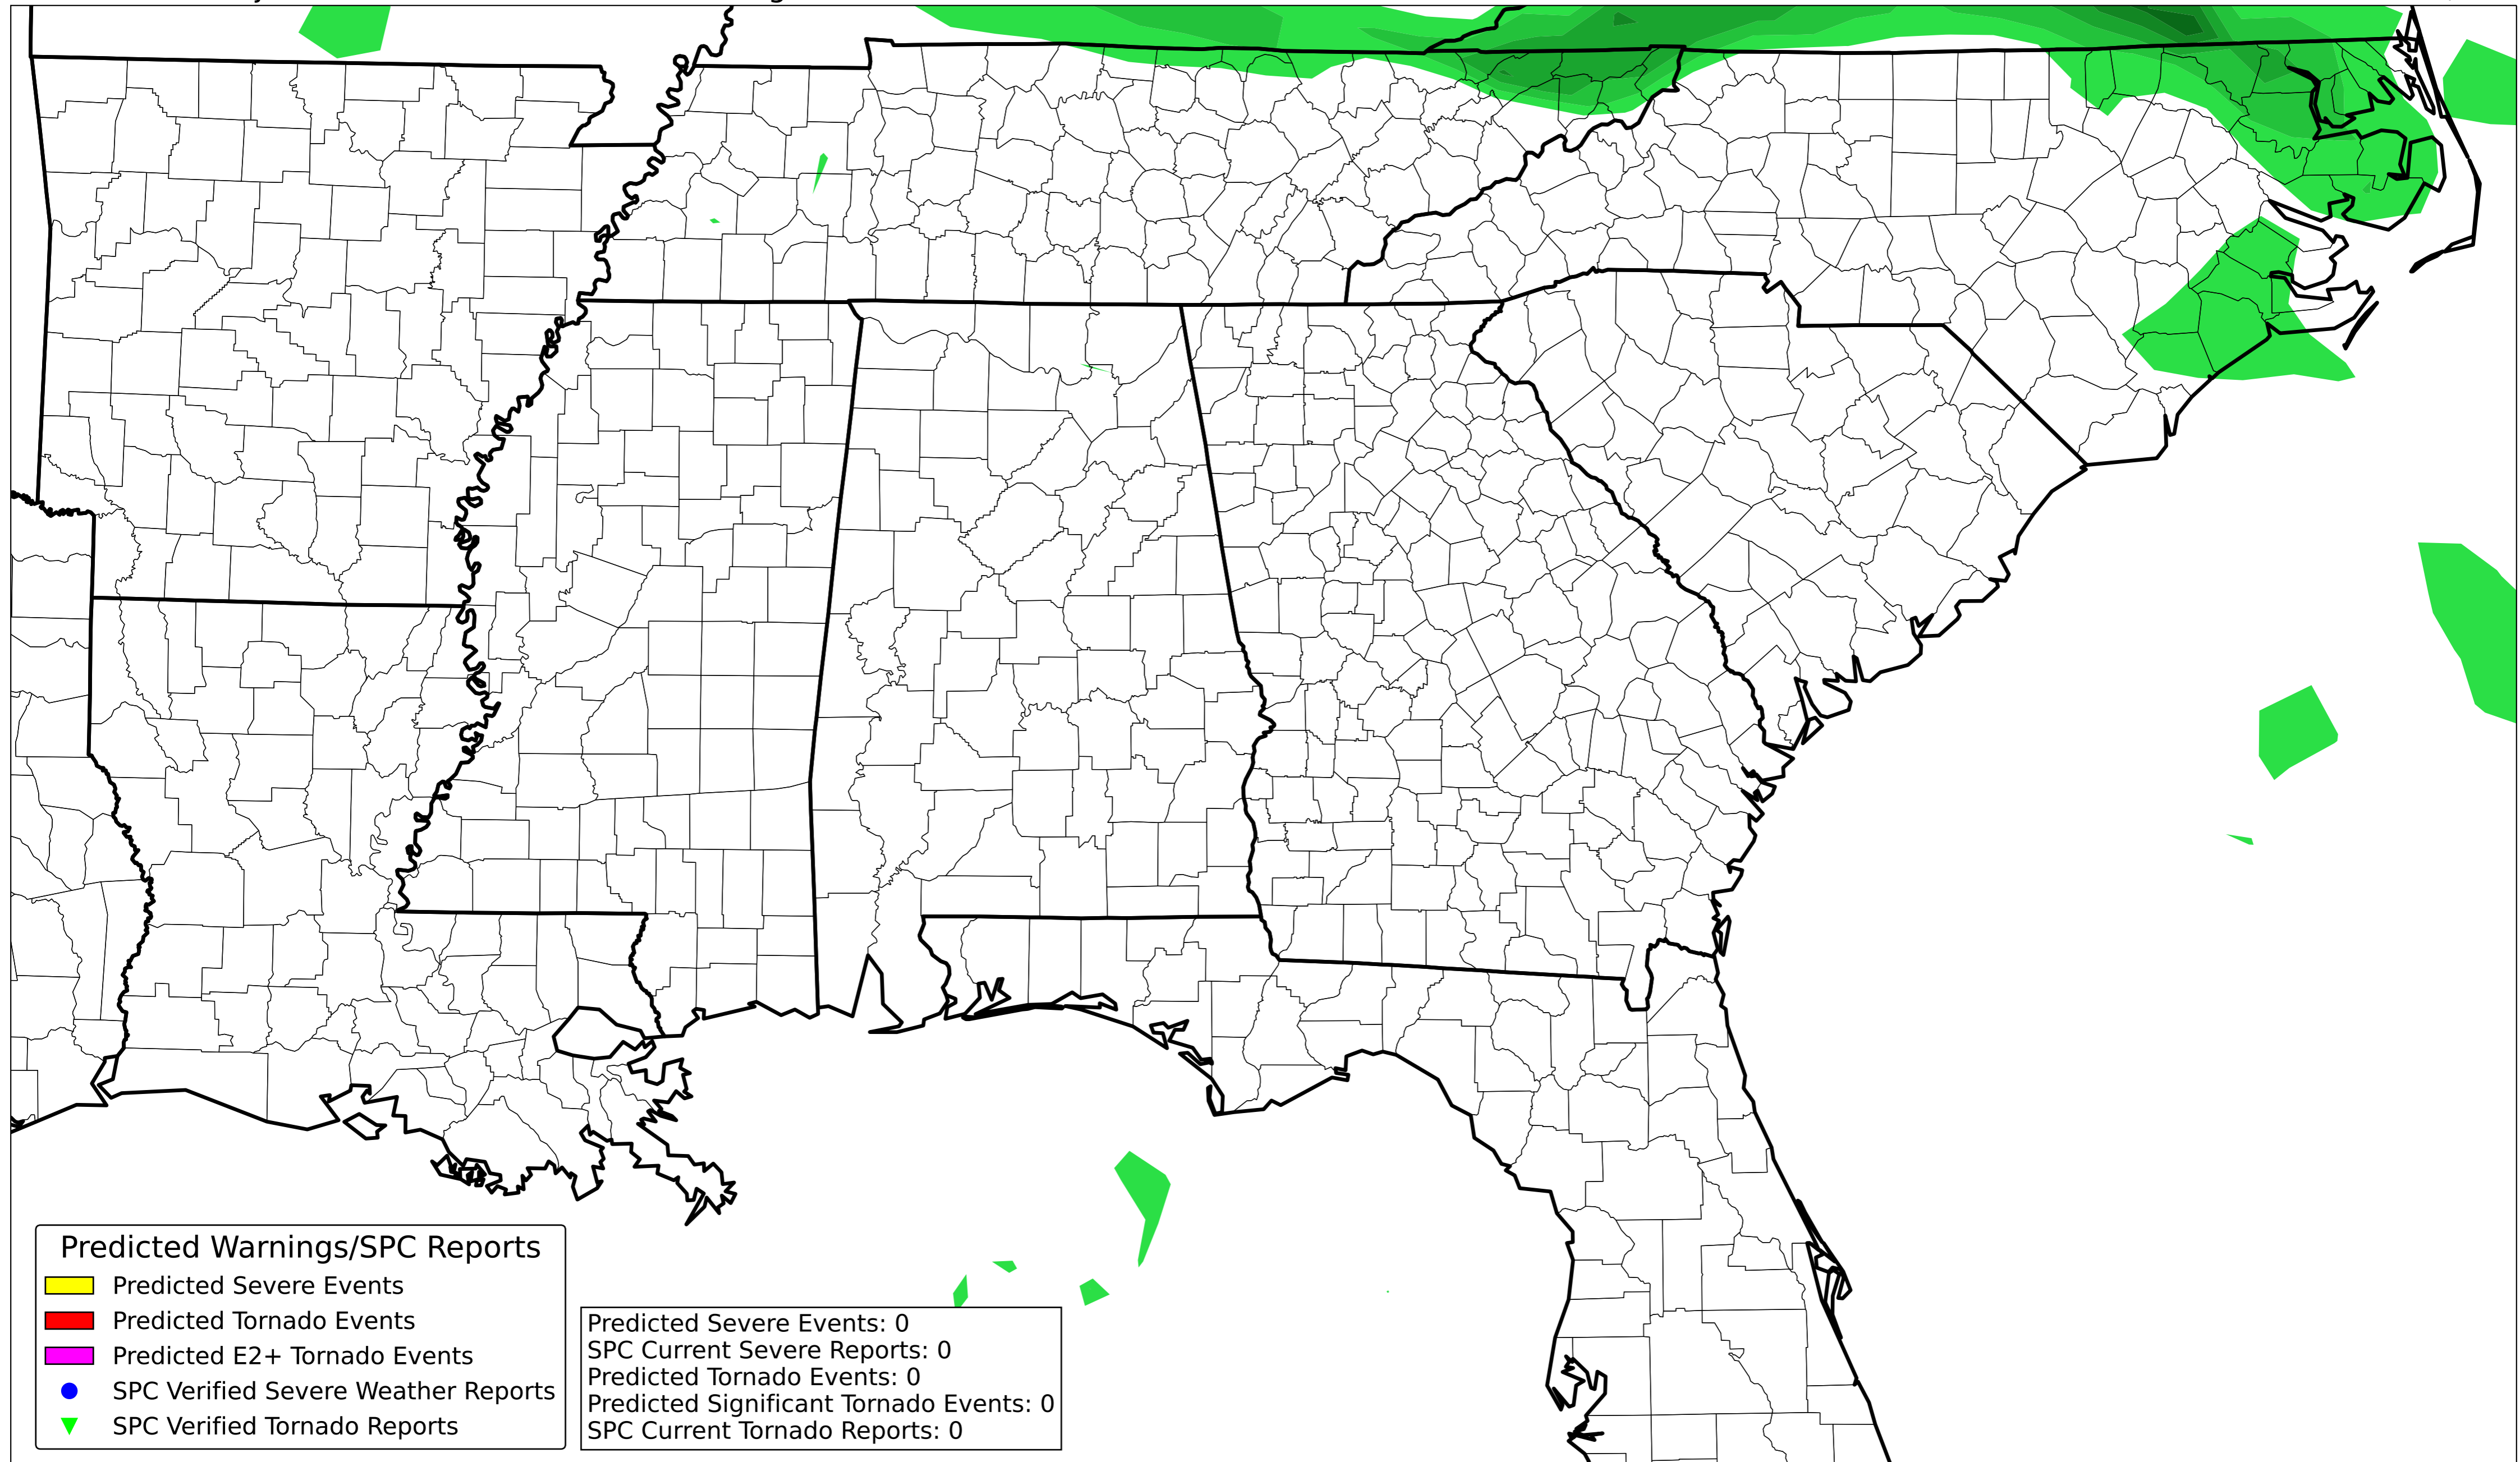 Predicted Warnings/SPC Reports
Predicted Severe Events
Predicted Tornado Events
Predicted E2+ Tornado Events
SPC Verified Severe Weather Reports
SPC Verified Tornado Reports
Predicted Severe Events: 0
SPC Current Severe Reports: 0
Predicted Tornado Events: 0
Predicted Significant Tornado Events: 0
SPC Current Tornado Reports: 0